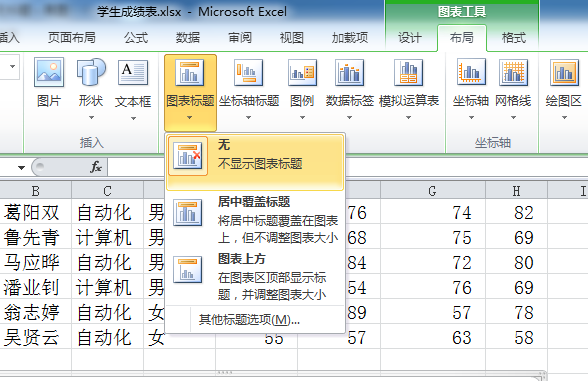 学生成绩表.xlsx - Microsoft Excel 图表工具
插入 页面布局 公式 数据 审阅 视图 加载项 设计 布局 格式
图片 形状 文本框 图表标题 坐标轴标题 图例 数据标签 模拟运算表 坐标轴 网格线 绘图区
插入 坐标轴
无
不显示图表标题
居中覆盖标题
将居中标题覆盖在图表
上，但不调整图表大小
图表上方
在图表区顶部显示标
题，并调整图表大小
其他标题选项(M)...
fx
B C G H I
葛阳双 自动化 男 76 74 82
鲁先青 计算机 男 68 75 69
马应晔 自动化 男 84 72 80
潘业钊 计算机 男 54 76 69
翁志婷 自动化 女 89 57 78
吴贤云 自动化 女 55 57 63 58